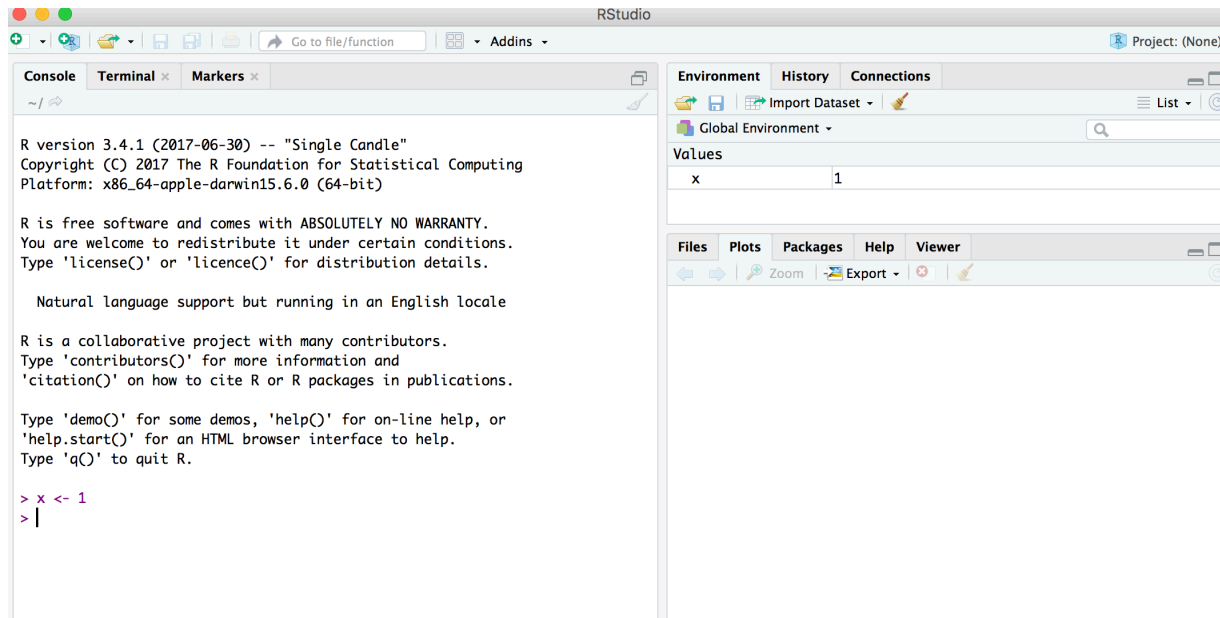 RStudio
Go to file/function
Addins
Project: (None)
Console Terminal Markers
~/
R version 3.4.1 (2017-06-30) -- "Single Candle"
Copyright (C) 2017 The R Foundation for Statistical Computing
Platform: x86_64-apple-darwin15.6.0 (64-bit)
R is free software and comes with ABSOLUTELY NO WARRANTY.
You are welcome to redistribute it under certain conditions.
Type 'license()' or 'licence()' for distribution details.
Natural language support but running in an English locale
R is a collaborative project with many contributors.
Type 'contributors()' for more information and
'citation()' on how to cite R or R packages in publications.
Type 'demo()' for some demos, 'help()' for on-line help, or
'help.start()' for an HTML browser interface to help.
Type 'q()' to quit R.
> x <- 1
>
Environment History Connections
Import Dataset List
Global Environment
Values
x 1
Files Plots Packages Help Viewer
Zoom Export